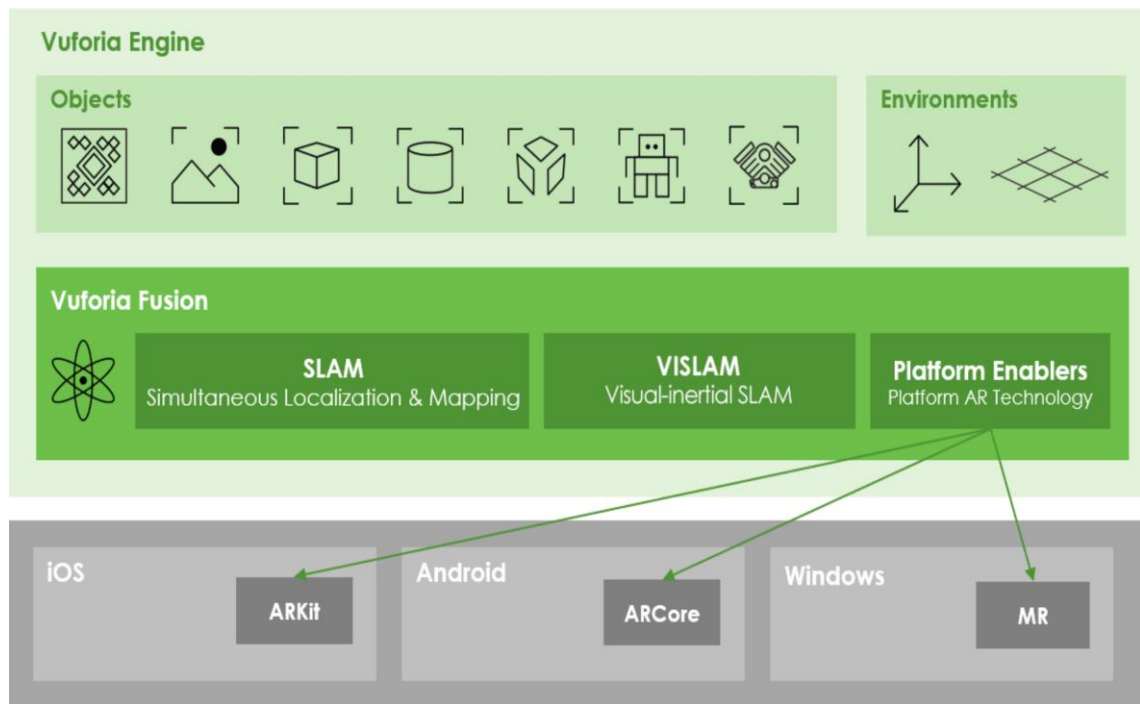 Vuforia Engine
Objects
Environments
Vuforia Fusion
SLAM
Simultaneous Localization & Mapping
VISLAM
Visual-inertial SLAM
Platform Enablers
Platform AR Technology
iOS
ARKit
Android
ARCore
Windows
MR